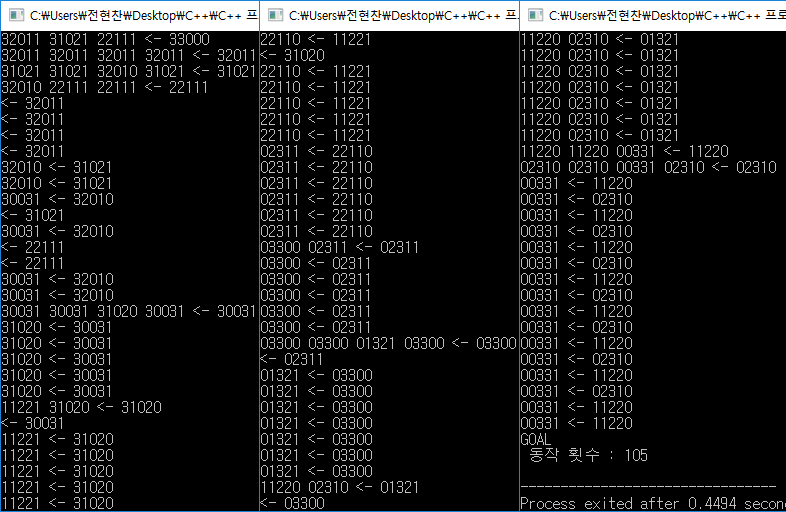 C:\Users\전현찬\Desktop\C++\C++ 프
32011 31021 22111 <- 33000
32011 32011 32011 32011 <- 32011
31021 31021 32010 31021 <- 31021
32010 22111 22111 <- 22111
<- 32011
<- 32011
<- 32011
<- 32011
32010 <- 31021
32010 <- 31021
30031 <- 32010
<- 31021
30031 <- 32010
<- 22111
<- 22111
30031 <- 32010
30031 <- 32010
30031 30031 31020 30031 <- 30031
31020 <- 30031
31020 <- 30031
31020 <- 30031
31020 <- 30031
31020 <- 30031
11221 31020 <- 31020
<- 30031
11221 <- 31020
11221 <- 31020
11221 <- 31020
11221 <- 31020
11221 <- 31020
C:\Users\전현찬\Desktop\C++\C++ 프
22110 <- 11221
<- 31020
22110 <- 11221
22110 <- 11221
22110 <- 11221
22110 <- 11221
22110 <- 11221
02311 <- 22110
02311 <- 22110
02311 <- 22110
02311 <- 22110
02311 <- 22110
02311 <- 22110
03300 02311 <- 02311
03300 <- 02311
03300 <- 02311
03300 <- 02311
03300 <- 02311
03300 <- 02311
03300 03300 01321 03300 <- 03300
<- 02311
01321 <- 03300
01321 <- 03300
01321 <- 03300
01321 <- 03300
01321 <- 03300
01321 <- 03300
01321 <- 03300
11220 02310 <- 01321
<- 03300
C:\Users\전현찬\Desktop\C++\C++ 프로
11220 02310 <- 01321
11220 02310 <- 01321
11220 02310 <- 01321
11220 02310 <- 01321
11220 02310 <- 01321
11220 02310 <- 01321
11220 02310 <- 01321
11220 11220 00331 <- 11220
02310 02310 00331 02310 <- 02310
00331 <- 11220
00331 <- 02310
00331 <- 11220
00331 <- 02310
00331 <- 11220
00331 <- 11220
00331 <- 02310
00331 <- 11220
00331 <- 02310
00331 <- 11220
00331 <- 11220
00331 <- 02310
00331 <- 11220
00331 <- 02310
00331 <- 11220
00331 <- 11220
GOAL
동작 횟수 : 105
--------------------------------
Process exited after 0.4494 secon